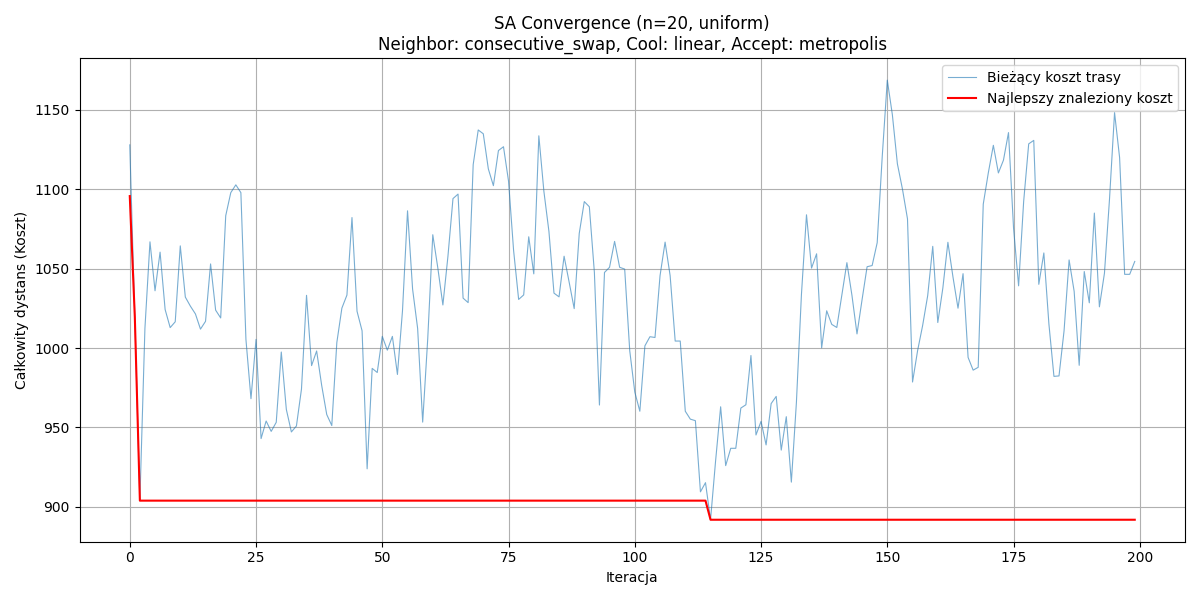 SA Convergence (n=20, uniform)
Neighbor: consecutive_swap, Cool: linear, Accept: metropolis
Bieżący koszt trasy
Najlepszy znaleziony koszt
Całkowity dystans (Koszt)
1150
1100
1050
1000
950
900
0 25 50 75 100 125 150 175 200
Iteracja